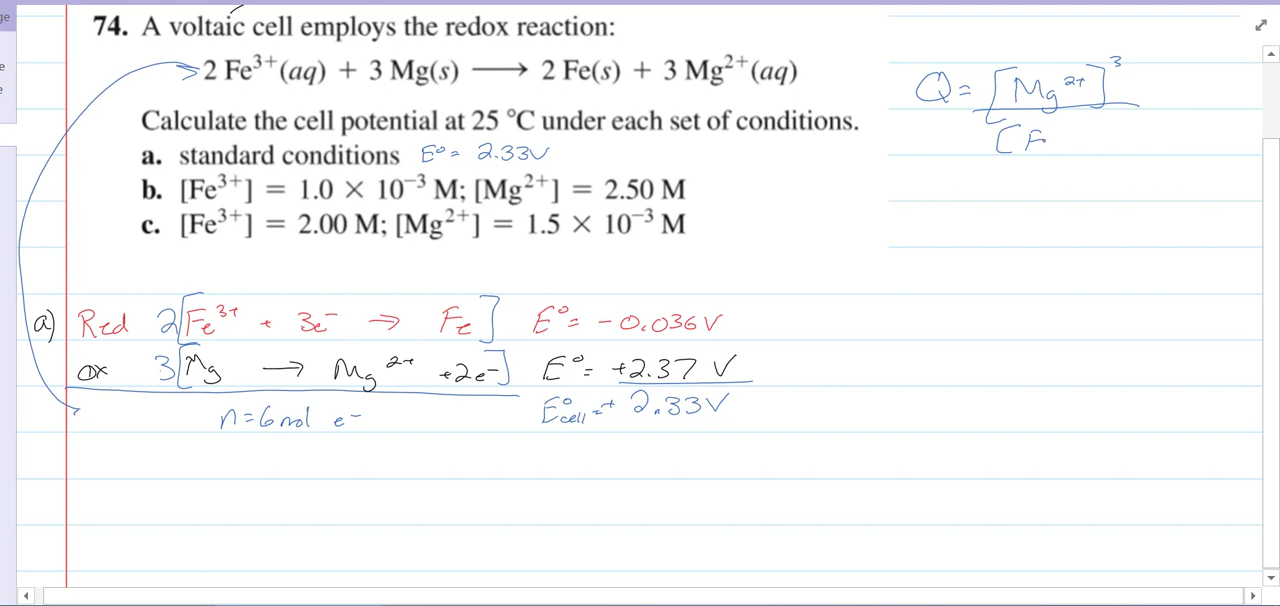 74. A voltaic cell employs the redox reaction:
2 Fe³⁺(aq) + 3 Mg(s) ⟶ 2 Fe(s) + 3 Mg²⁺(aq)
Calculate the cell potential at 25 °C under each set of conditions.
a. standard conditions E° = 2.33V
b. [Fe³⁺] = 1.0 × 10⁻³ M; [Mg²⁺] = 2.50 M
c. [Fe³⁺] = 2.00 M; [Mg²⁺] = 1.5 × 10⁻³ M
Q = [Mg²⁺]³
[F
a) Red 2[Fe³⁺ + 3e⁻ → Fe] E° = -0.036 V
ox 3[Mg → Mg²⁺ +2e⁻] E° = +2.37 V
n = 6 mol e⁻ E°cell = + 2.33 V